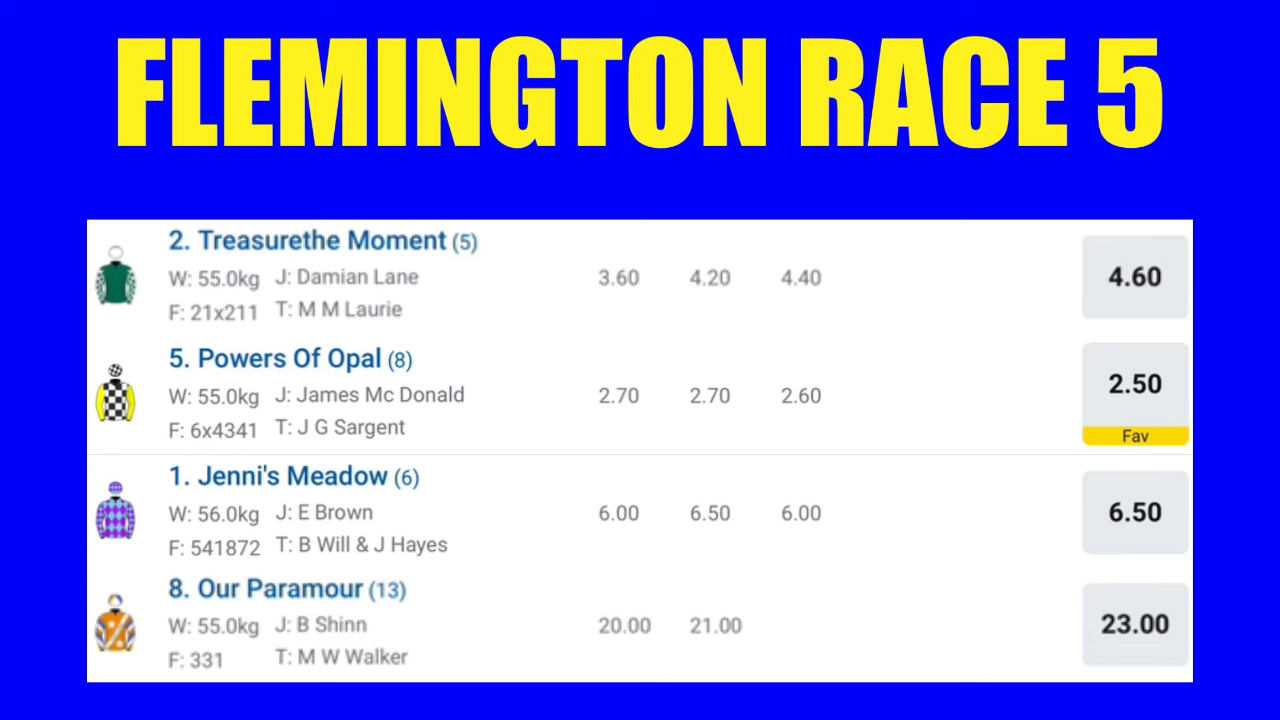 FLEMINGTON RACE 5
2. Treasurethe Moment (5)
W: 55.0kg J: Damian Lane 3.60 4.20 4.40 4.60
F: 21x211 T: M M Laurie
5. Powers Of Opal (8)
W: 55.0kg J: James Mc Donald 2.70 2.70 2.60 2.50
F: 6x4341 T: J G Sargent Fav
1. Jenni's Meadow (6)
W: 56.0kg J: E Brown 6.00 6.50 6.00 6.50
F: 541872 T: B Will & J Hayes
8. Our Paramour (13)
W: 55.0kg J: B Shinn 20.00 21.00 23.00
F: 331 T: M W Walker